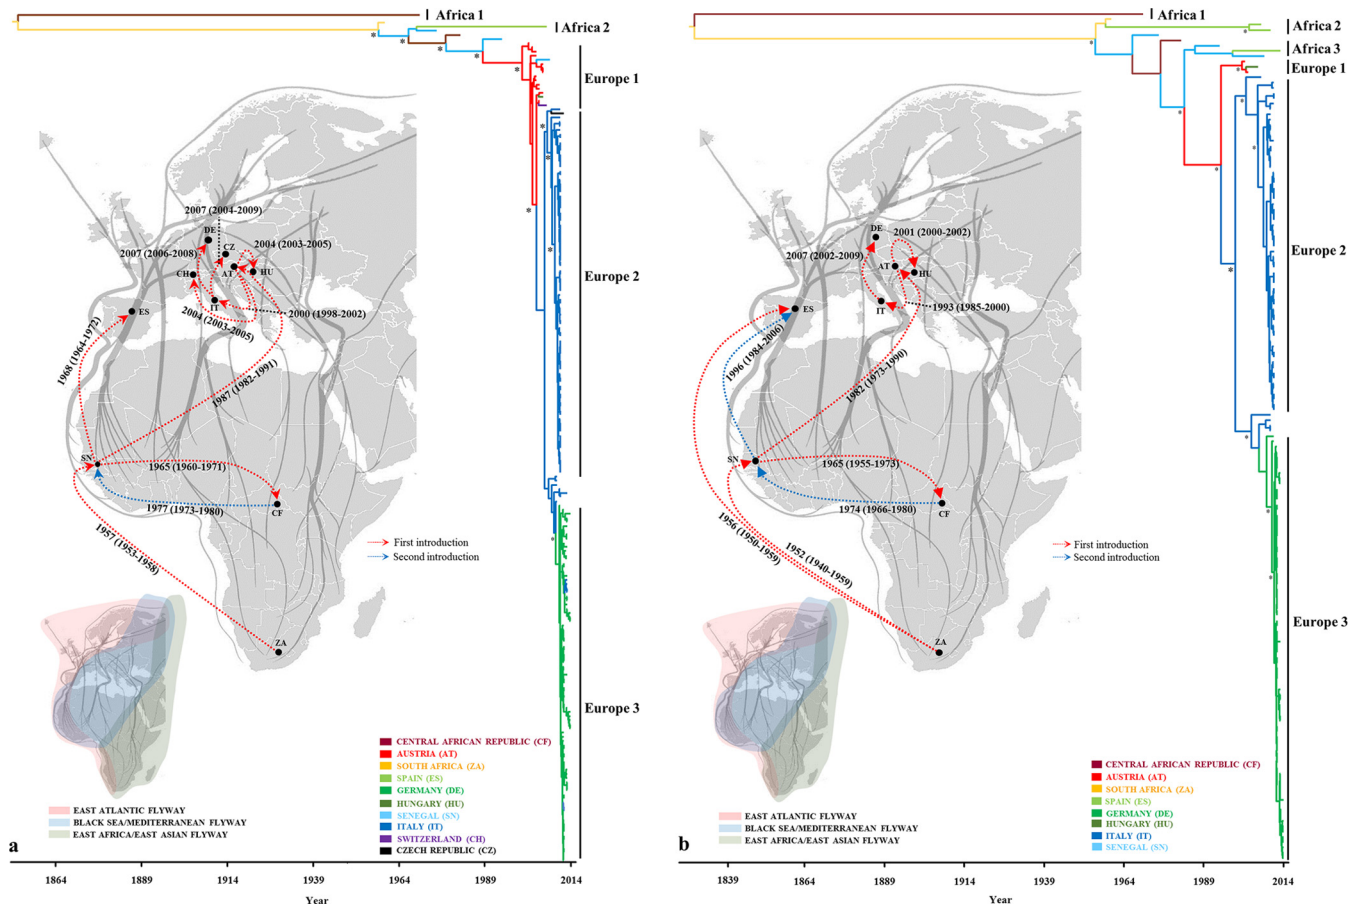 Africa 1
Africa 2
Europe 1
Europe 2
Europe 3
*
*
*
*
*
*
*
*
*
*
*
2007 (2004-2009)
DE
CZ
2004 (2003-2005)
2007 (2006-2008)
CH
AT
HU
IT
2004 (2003-2005)
2000 (1998-2002)
ES
1968 (1964-1972)
1987 (1982-1991)
SN
1965 (1960-1971)
1977 (1973-1980)
CF
1957 (1953-1958)
ZA
First introduction
Second introduction
CENTRAL AFRICAN REPUBLIC (CF)
AUSTRIA (AT)
SOUTH AFRICA (ZA)
SPAIN (ES)
GERMANY (DE)
HUNGARY (HU)
SENEGAL (SN)
ITALY (IT)
SWITZERLAND (CH)
CZECH REPUBLIC (CZ)
EAST ATLANTIC FLYWAY
BLACK SEA/MEDITERRANEAN FLYWAY
EAST AFRICA/EAST ASIAN FLYWAY
a
1864 1889 1914 1939 1964 1989 2014
Year
Africa 1
Africa 2
Africa 3
Europe 1
Europe 2
Europe 3
*
*
*
*
*
*
*
*
*
*
*
DE
2001 (2000-2002)
2007 (2002-2009)
AT
HU
IT
1993 (1985-2000)
ES
1996 (1984-2006)
1982 (1973-1990)
SN
1965 (1955-1973)
1974 (1966-1980)
CF
1956 (1950-1959)
1952 (1940-1959)
ZA
First introduction
Second introduction
CENTRAL AFRICAN REPUBLIC (CF)
AUSTRIA (AT)
SOUTH AFRICA (ZA)
SPAIN (ES)
GERMANY (DE)
HUNGARY (HU)
ITALY (IT)
SENEGAL (SN)
EAST ATLANTIC FLYWAY
BLACK SEA/MEDITERRANEAN FLYWAY
EAST AFRICA/EAST ASIAN FLYWAY
b
1839 1864 1889 1914 1939 1964 1989 2014
Year